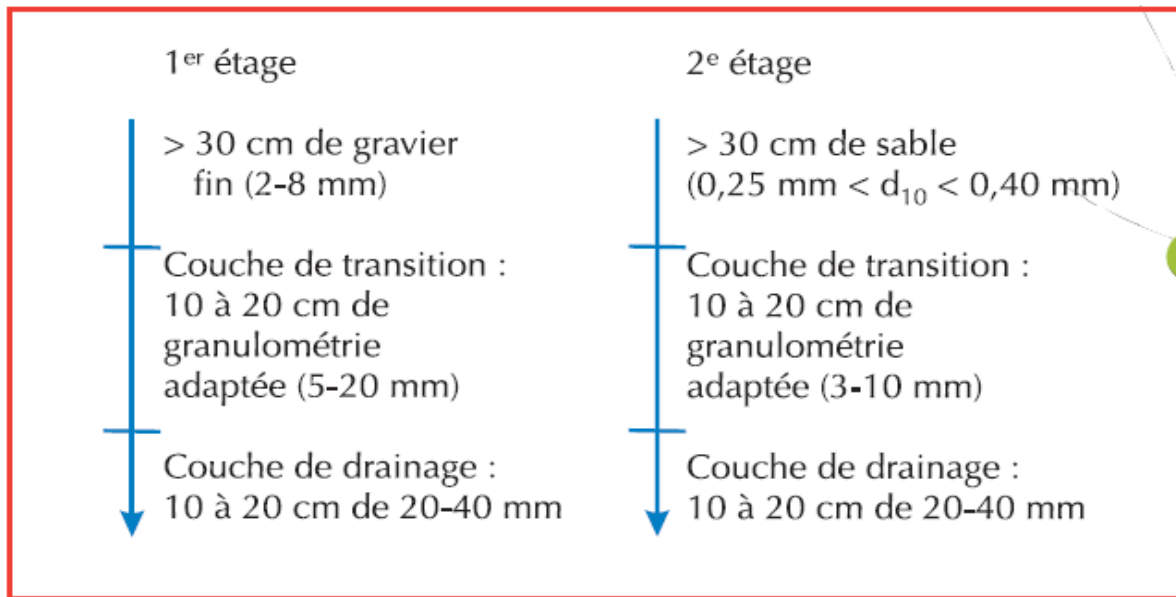 1er étage
> 30 cm de gravier
fin (2-8 mm)
Couche de transition :
10 à 20 cm de
granulométrie
adaptée (5-20 mm)
Couche de drainage :
10 à 20 cm de 20-40 mm
2e étage
> 30 cm de sable
(0,25 mm < d10 < 0,40 mm)
Couche de transition :
10 à 20 cm de
granulométrie
adaptée (3-10 mm)
Couche de drainage :
10 à 20 cm de 20-40 mm